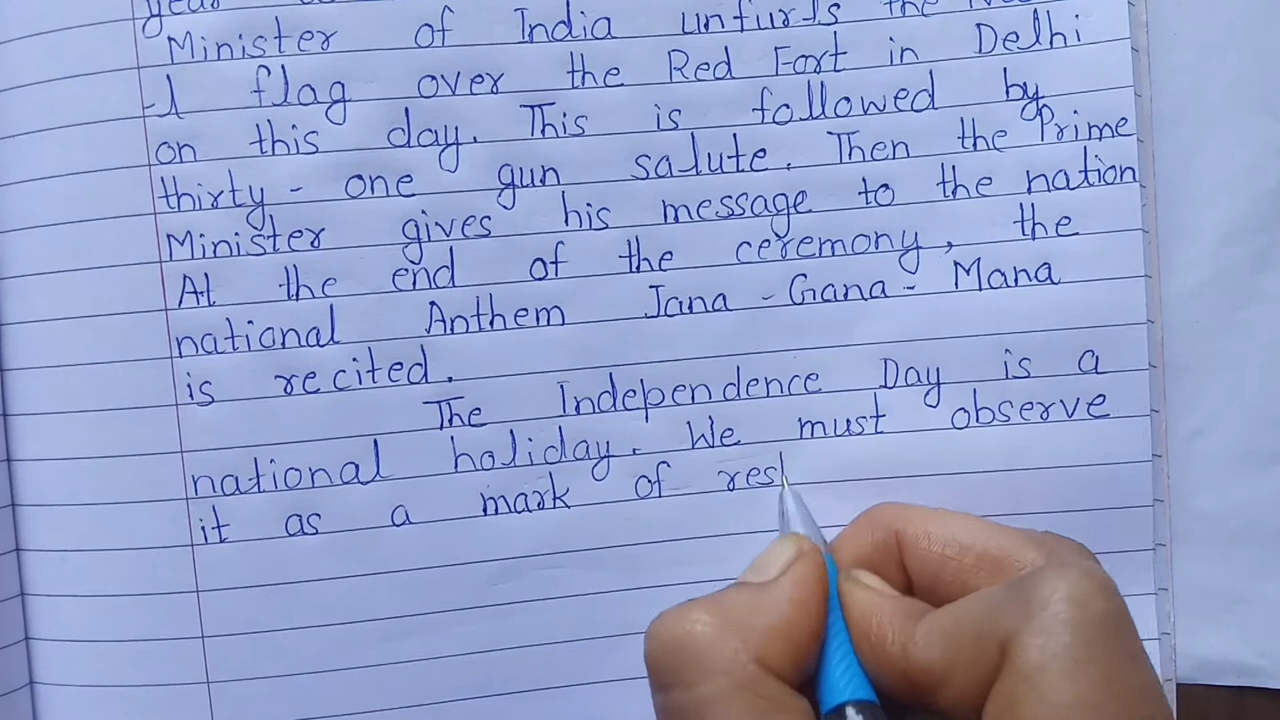 year
Minister of India unfurls the
-l flag over the Red Fort in Delhi
on this day. This is followed by
thirty-one gun salute. Then the Prime
Minister gives his message to the nation
At the end of the ceremony, the
national Anthem Jana-Gana-Mana
is recited.
The Independence Day is a
national holiday. We must observe
it as a mark of res